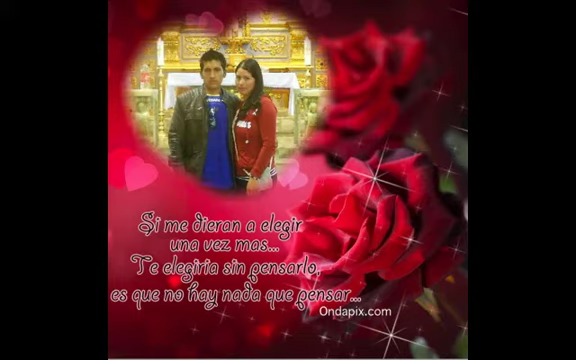 Si me dieran a elegir
una vez mas...
Te elegiria sin pensarlo,
es que no hay nada que pensar...
Ondapix.com